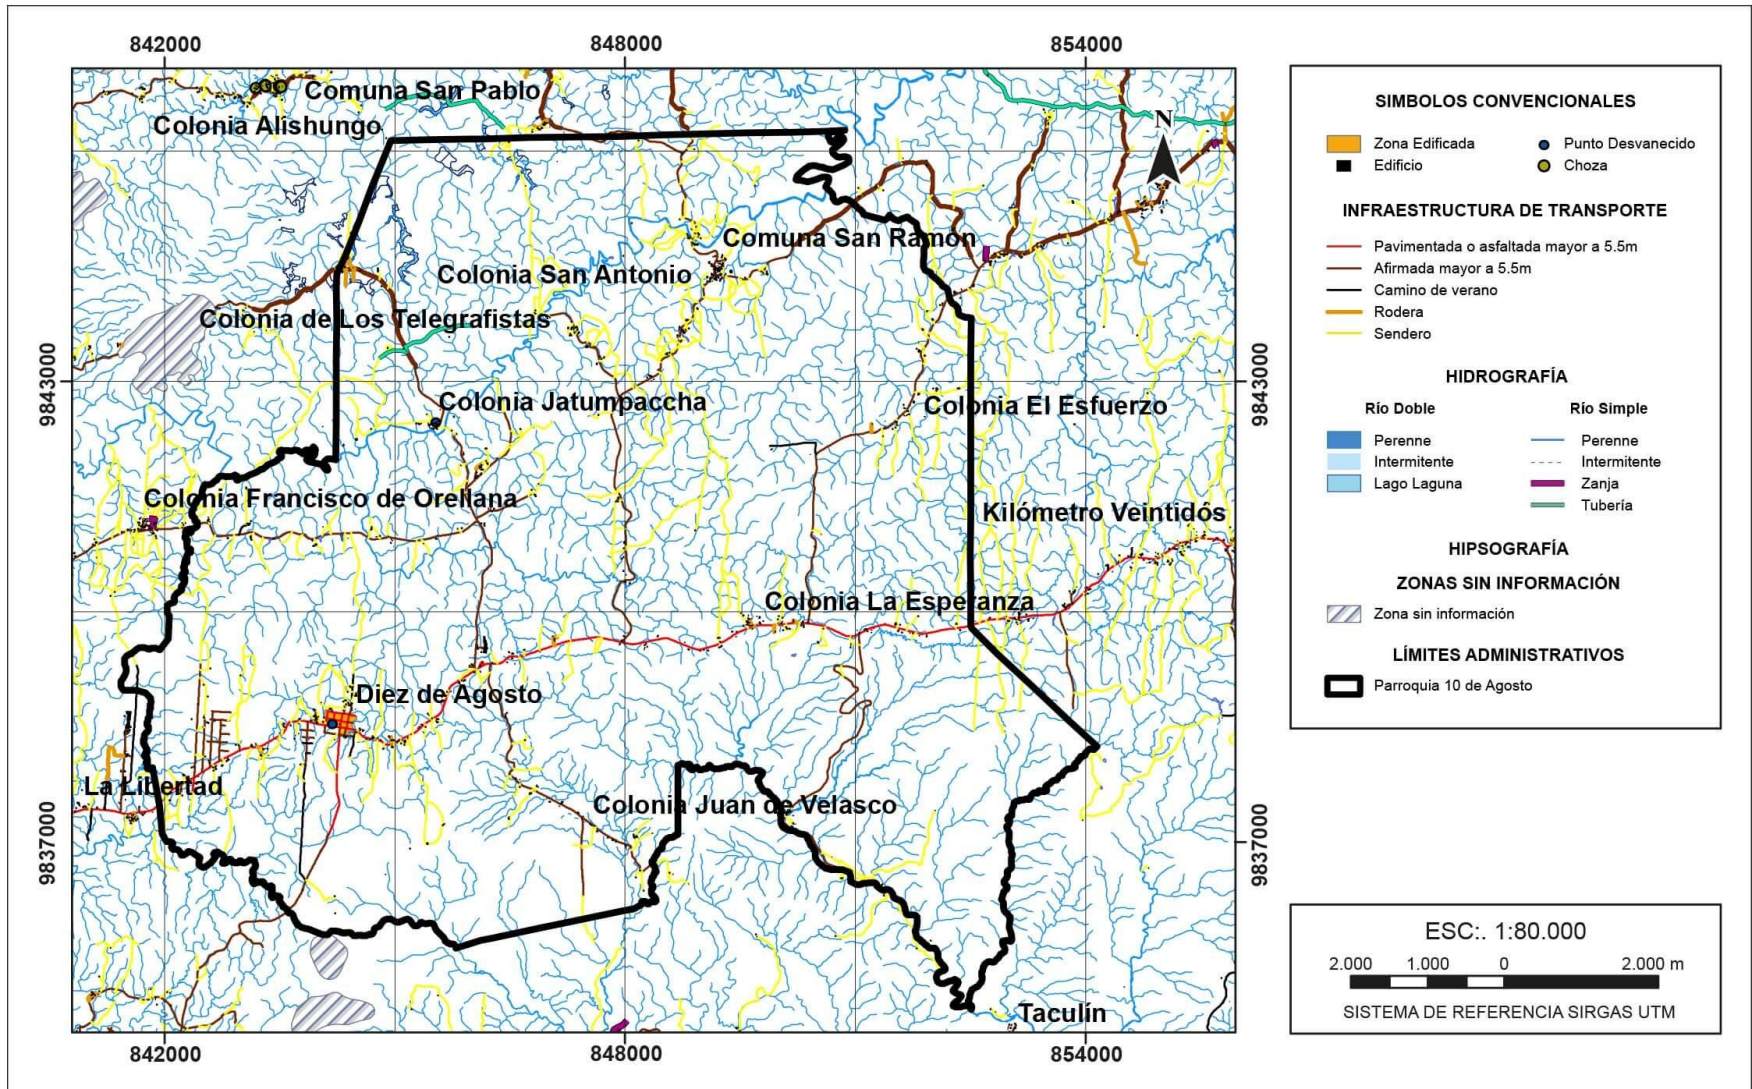 842000
848000
854000
Comuna San Pablo
Colonia Alishungo
N
Comuna San Ramón
Colonia San Antonio
Colonia de Los Telegrafistas
9843000
9843000
Colonia Jatumpaccha
Colonia El Esfuerzo
Colonia Francisco de Orellana
Kilómetro Veintidós
Colonia La Esperanza
Diez de Agosto
La Libertad
Colonia Juan de Velasco
9837000
9837000
Taculín
842000
848000
854000
SIMBOLOS CONVENCIONALES
Zona Edificada
Punto Desvanecido
Edificio
Choza
INFRAESTRUCTURA DE TRANSPORTE
Pavimentada o asfaltada mayor a 5.5m
Afirmada mayor a 5.5m
Camino de verano
Rodera
Sendero
HIDROGRAFÍA
Río Doble
Río Simple
Perenne
Perenne
Intermitente
Intermitente
Lago Laguna
Zanja
Tubería
HIPSOGRAFÍA
ZONAS SIN INFORMACIÓN
Zona sin información
LÍMITES ADMINISTRATIVOS
Parroquia 10 de Agosto
ESC:. 1:80.000
2.000 1.000 0 2.000 m
SISTEMA DE REFERENCIA SIRGAS UTM